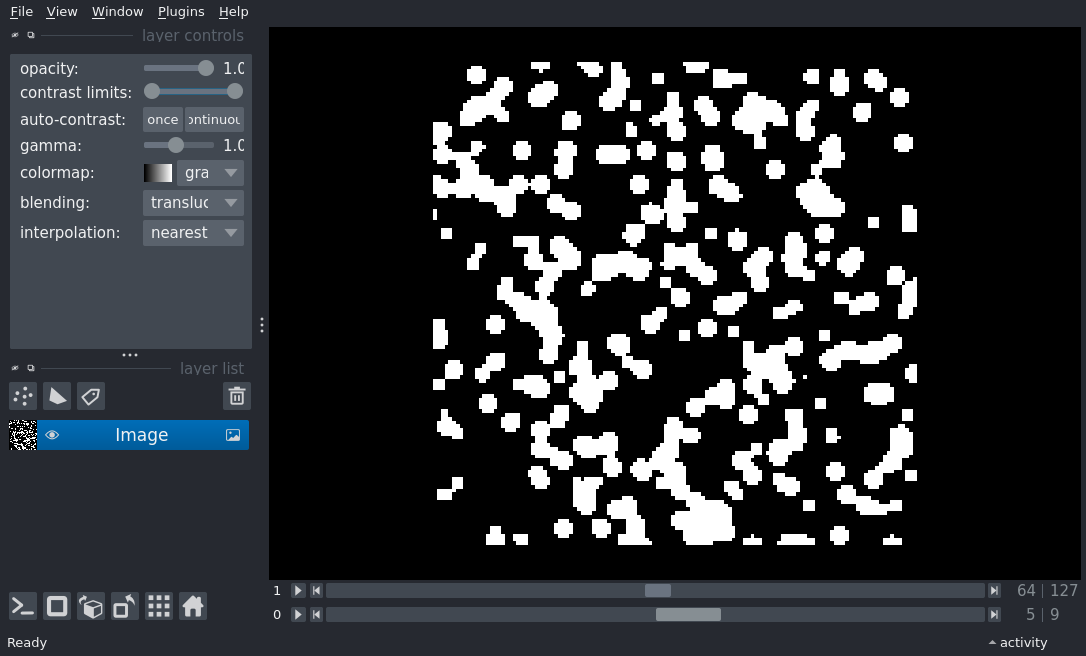 File View Window Plugins Help
layer controls
opacity: 1.0
contrast limits:
auto-contrast: once ontinuou
gamma: 1.0
colormap: gra
blending: transluc
interpolation: nearest
layer list
Image
1 64 127
0 5 9
Ready activity